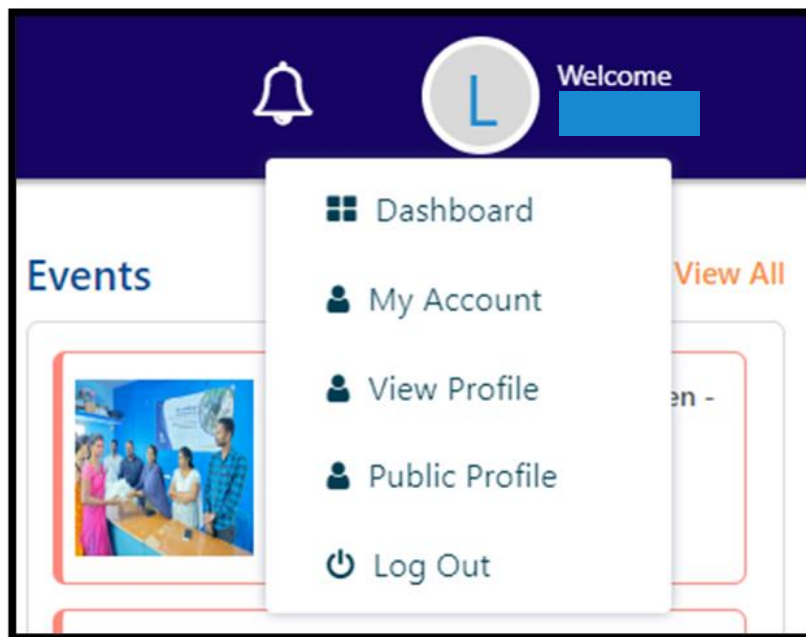 L
Welcome
Dashboard
Events
View All
My Account
View Profile
en -
Public Profile
Log Out